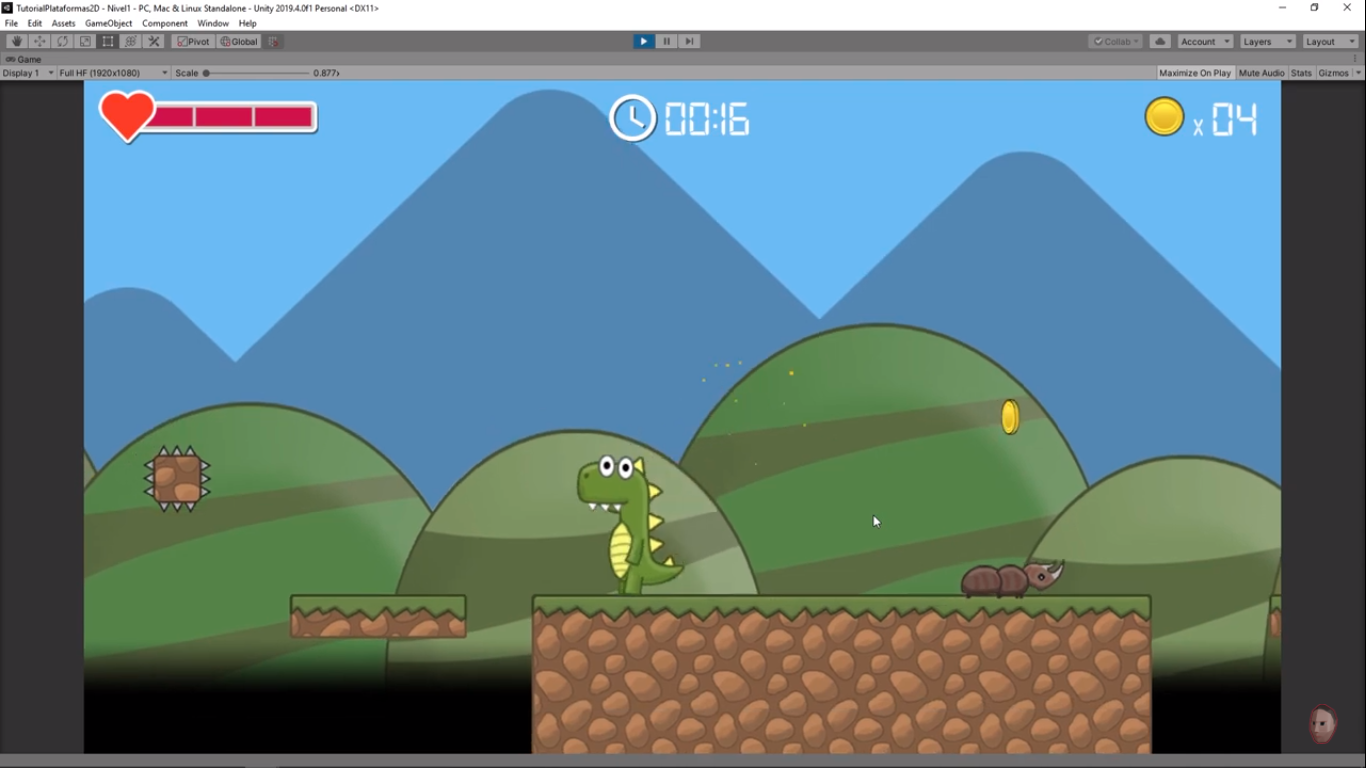 TutorialPlataformas2D - Nivel1 - PC, Mac & Linux Standalone - Unity 2019.4.0f1 Personal <DX11>
File Edit Assets GameObject Component Window Help
Pivot Global Collab Account Layers Layout
Game
Display 1 Full HF (1920x1080) Scale 0.877x Maximize On Play Mute Audio Stats Gizmos
00:16 x 04